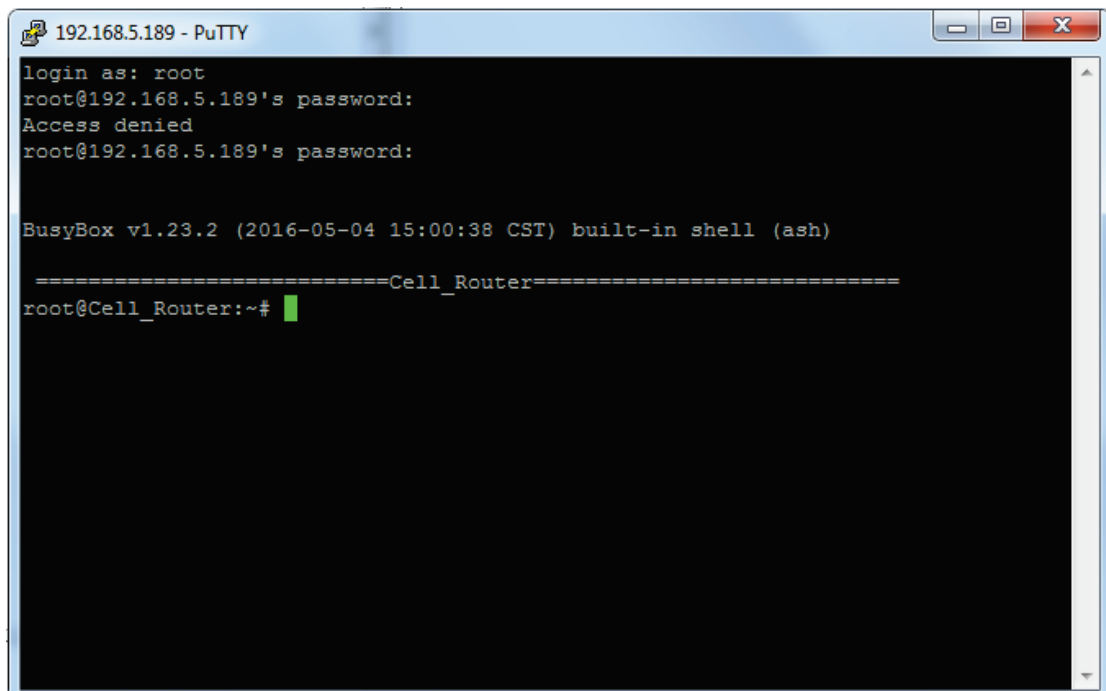 192.168.5.189 - PuTTY
login as: root
root@192.168.5.189's password:
Access denied
root@192.168.5.189's password:
BusyBox v1.23.2 (2016-05-04 15:00:38 CST) built-in shell (ash)
===========================Cell_Router============================
root@Cell_Router:~#